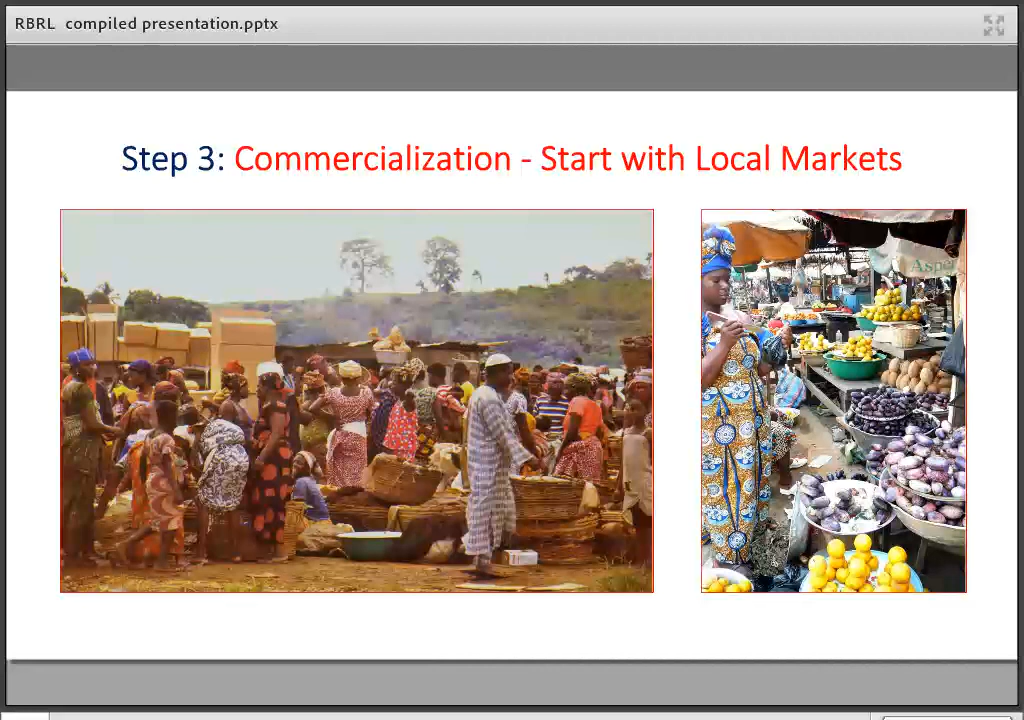 RBRL compiled presentation.pptx
Step 3: Commercialization - Start with Local Markets